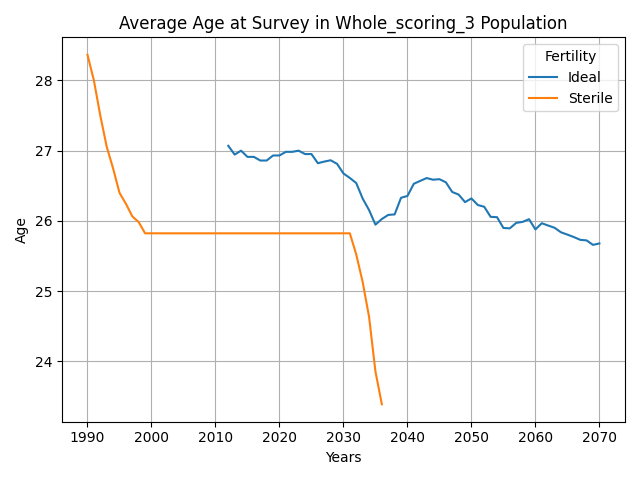 Average Age at Survey in Whole_scoring_3 Population
Fertility
Ideal
Sterile
28
27
26
25
24
Age
1990 2000 2010 2020 2030 2040 2050 2060 2070
Years